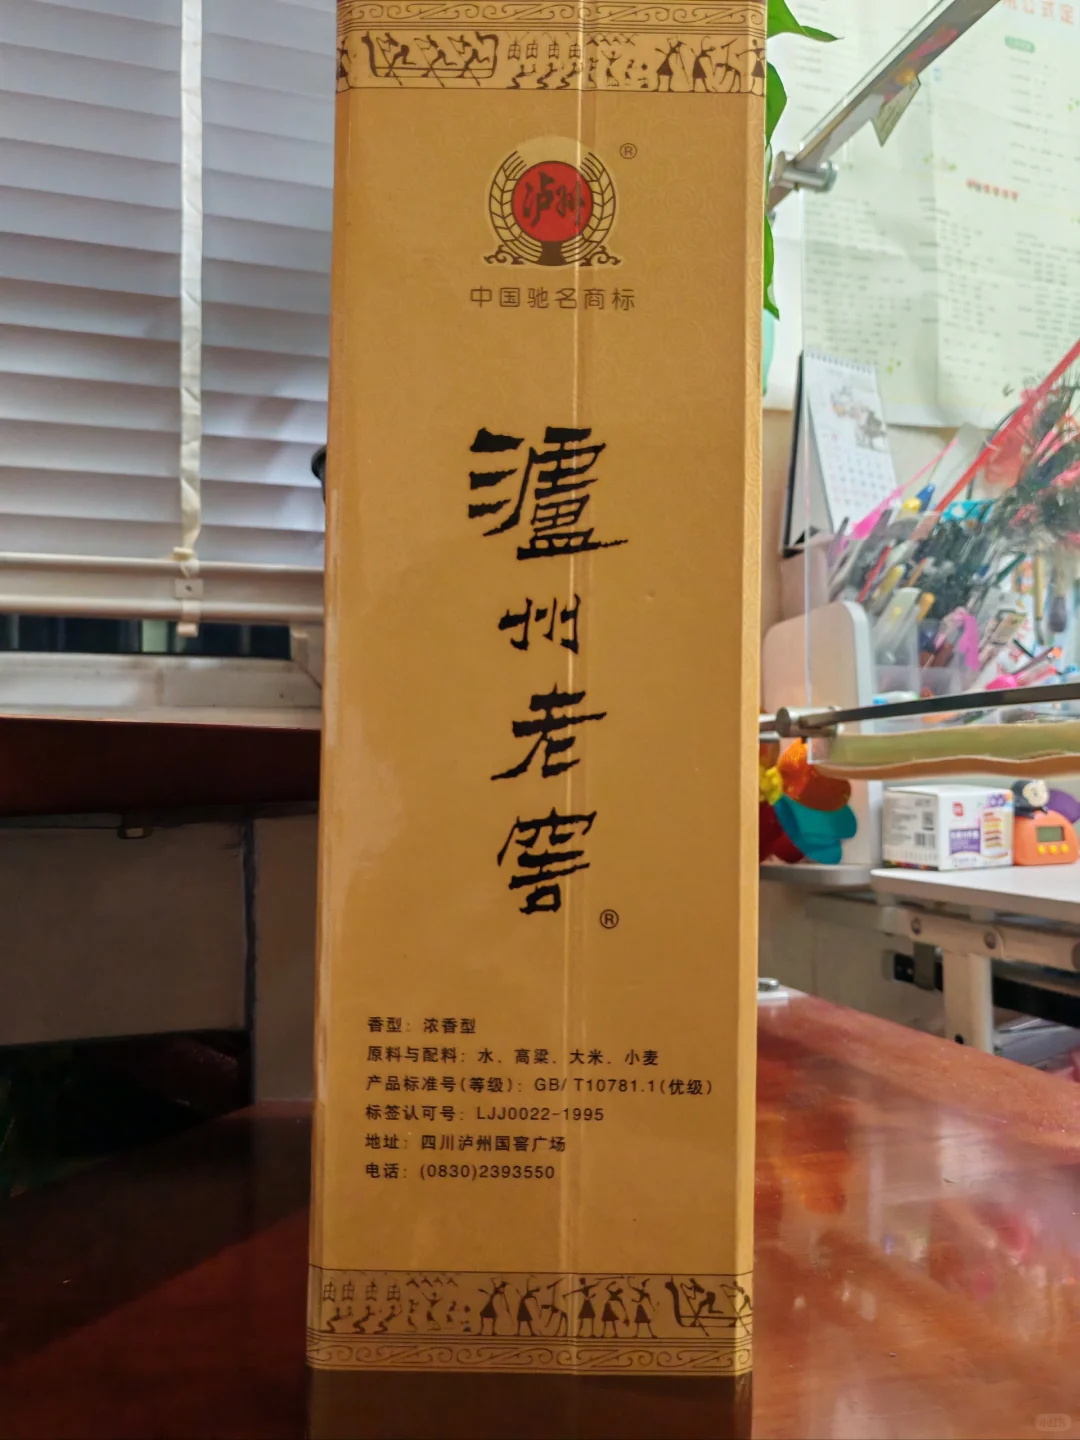 泸州
®
中国驰名商标
瀘州老窖
®
香型：浓香型
原料与配料：水、高粱、大米、小麦
产品标准号(等级)：GB/T10781.1(优级)
标签认可号：LJJ0022-1995
地址：四川泸州国窖广场
电话：(0830)2393550